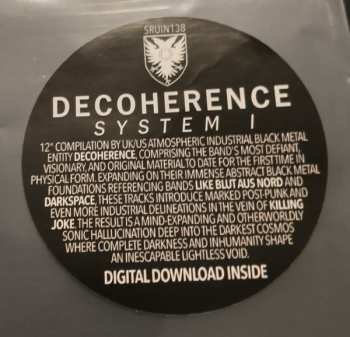 SRUIN138
DECOHERENCE
SYSTEM I
12" COMPILATION BY UK/US ATMOSPHERIC INDUSTRIAL BLACK METAL
ENTITY DECOHERENCE, COMPRISING THE BAND'S MOST DEFIANT,
VISIONARY, AND ORIGINAL MATERIAL TO DATE FOR THE FIRST TIME IN
PHYSICAL FORM. EXPANDING ON THEIR IMMENSE ABSTRACT BLACK METAL
FOUNDATIONS REFERENCING BANDS LIKE BLUT AUS NORD AND
DARKSPACE, THESE TRACKS INTRODUCE MARKED POST-PUNK AND
EVEN MORE INDUSTRIAL DELINEATIONS IN THE VEIN OF KILLING
JOKE. THE RESULT IS A MIND-EXPANDING AND OTHERWORLDLY
SONIC HALLUCINATION DEEP INTO THE DARKEST COSMOS
WHERE COMPLETE DARKNESS AND INHUMANITY SHAPE
AN INESCAPABLE LIGHTLESS VOID.
DIGITAL DOWNLOAD INSIDE